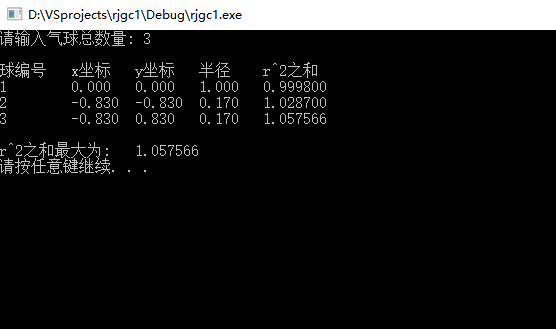 D:\VSprojects\rjgc1\Debug\rjgc1.exe
请输入气球总数量: 3
球编号 x坐标 y坐标 半径 r^2之和
1 0.000 0.000 1.000 0.999800
2 -0.830 -0.830 0.170 1.028700
3 -0.830 0.830 0.170 1.057566
r^2之和最大为: 1.057566
请按任意键继续. . .